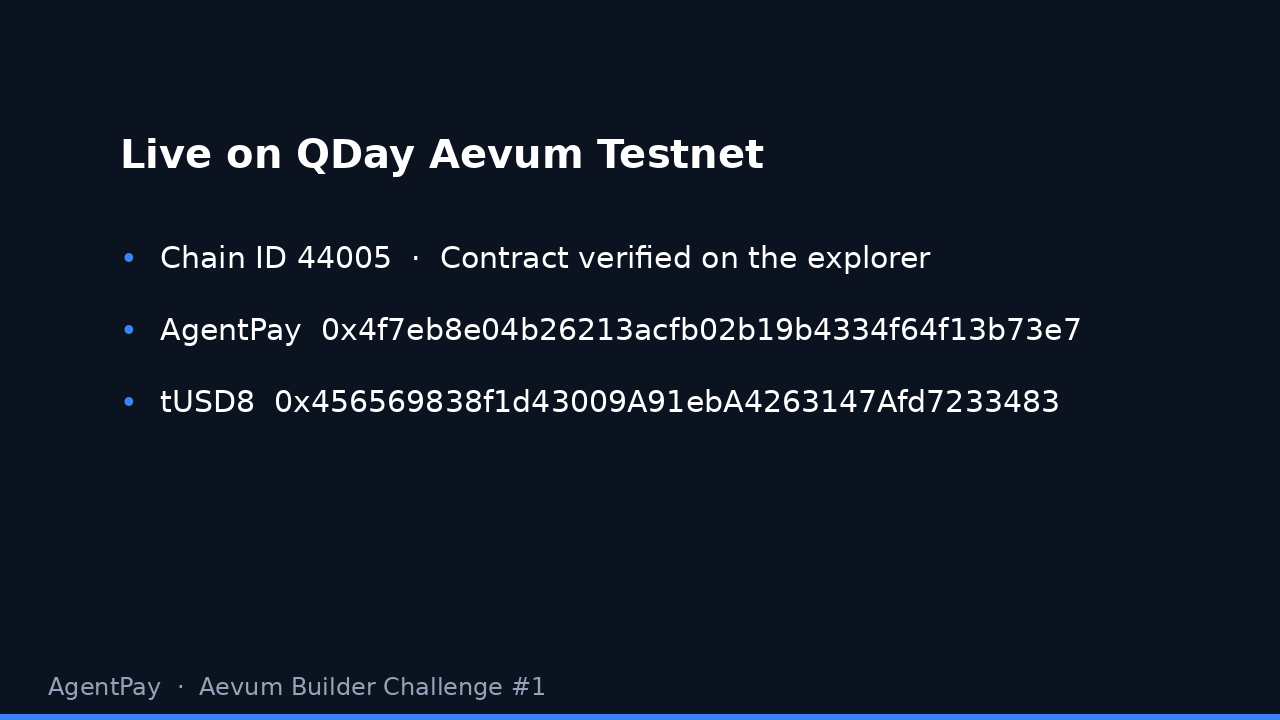 Live on QDay Aevum Testnet
• Chain ID 44005 · Contract verified on the explorer
• AgentPay 0x4f7eb8e04b26213acfb02b19b4334f64f13b73e7
• tUSD8 0x456569838f1d43009A91ebA4263147Afd7233483
AgentPay · Aevum Builder Challenge #1